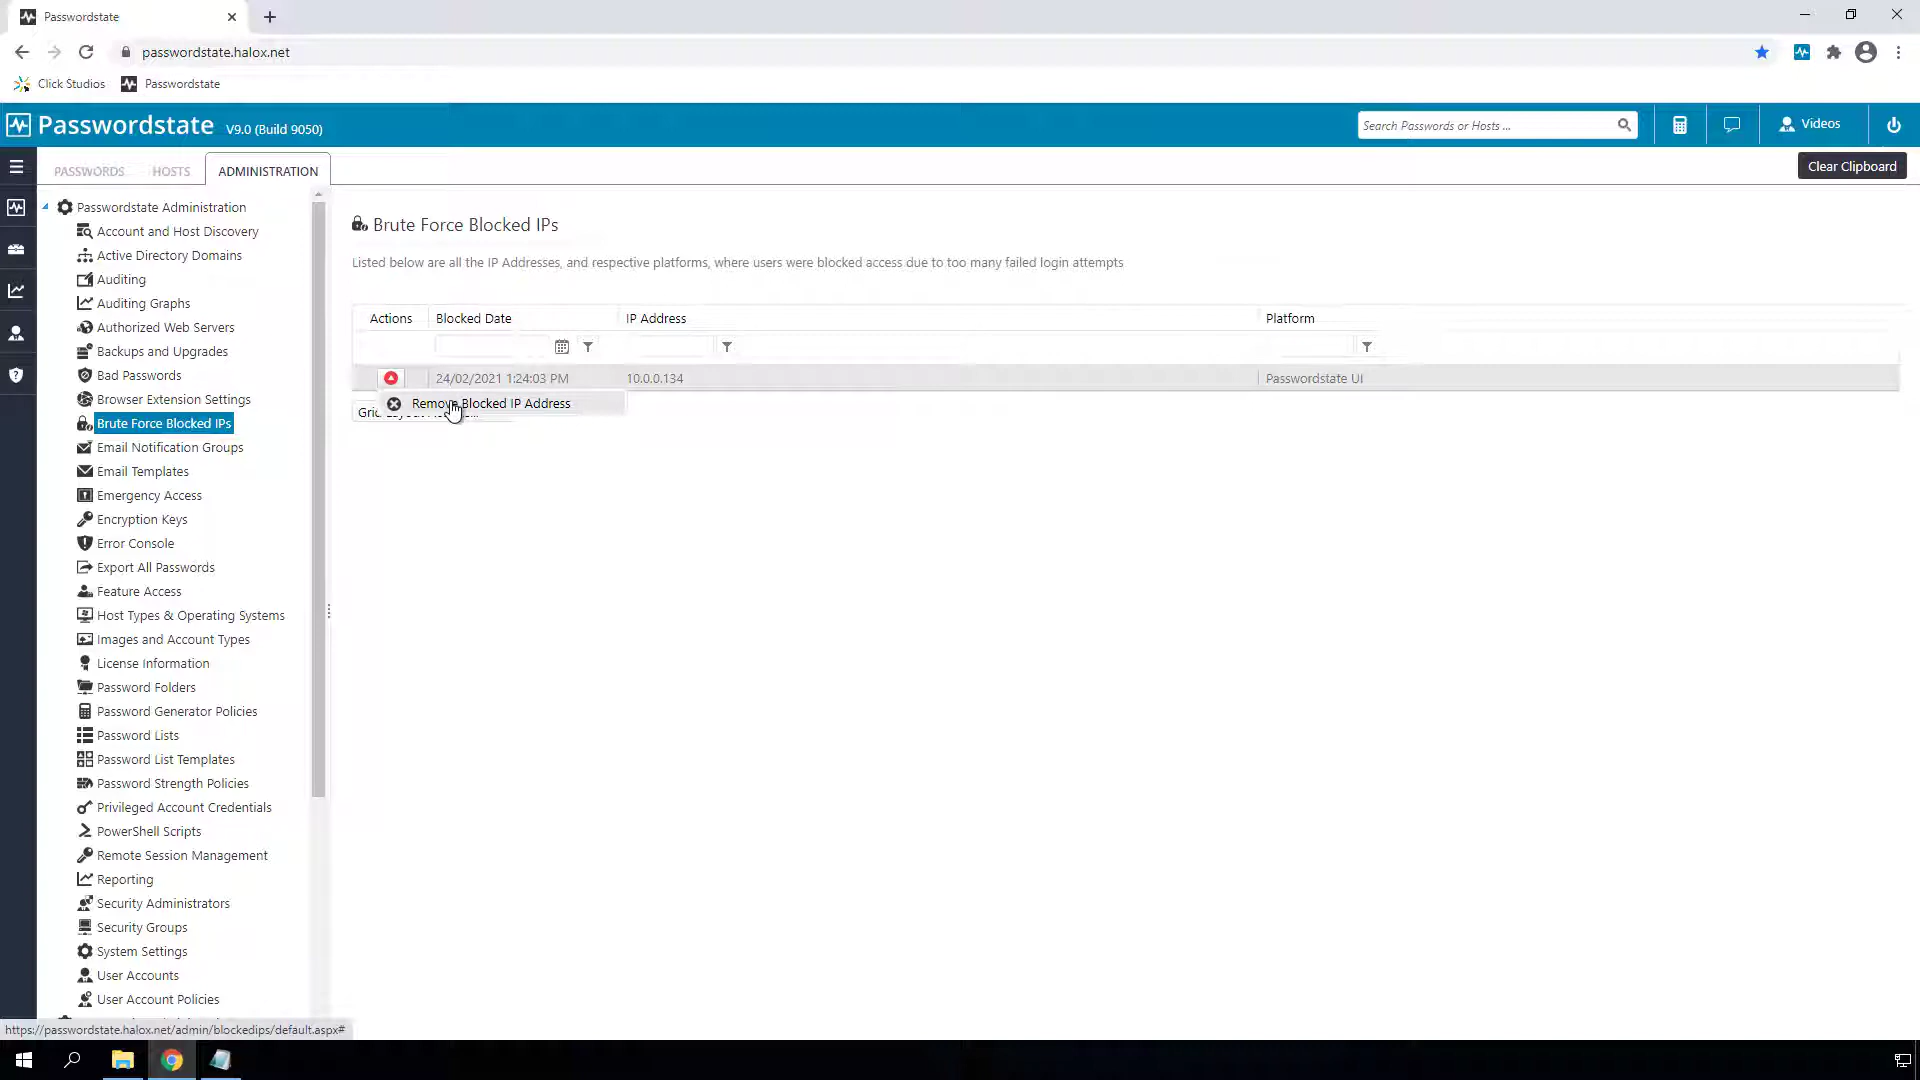 Passwordstate
passwordstate.halox.net
Click Studios
Passwordstate
Passwordstate V9.0 (Build 9050)
Search Passwords or Hosts ...
Videos
PASSWORDS
HOSTS
ADMINISTRATION
Clear Clipboard
Passwordstate Administration
Account and Host Discovery
Active Directory Domains
Auditing
Auditing Graphs
Authorized Web Servers
Backups and Upgrades
Bad Passwords
Browser Extension Settings
Brute Force Blocked IPs
Email Notification Groups
Email Templates
Emergency Access
Encryption Keys
Error Console
Export All Passwords
Feature Access
Host Types & Operating Systems
Images and Account Types
License Information
Password Folders
Password Generator Policies
Password Lists
Password List Templates
Password Strength Policies
Privileged Account Credentials
PowerShell Scripts
Remote Session Management
Reporting
Security Administrators
Security Groups
System Settings
User Accounts
User Account Policies
Brute Force Blocked IPs
Listed below are all the IP Addresses, and respective platforms, where users were blocked access due to too many failed login attempts
Actions Blocked Date IP Address Platform
24/02/2021 1:24:03 PM 10.0.0.134 Passwordstate UI
Remove Blocked IP Address
Grid
https://passwordstate.halox.net/admin/blockedips/default.aspx#